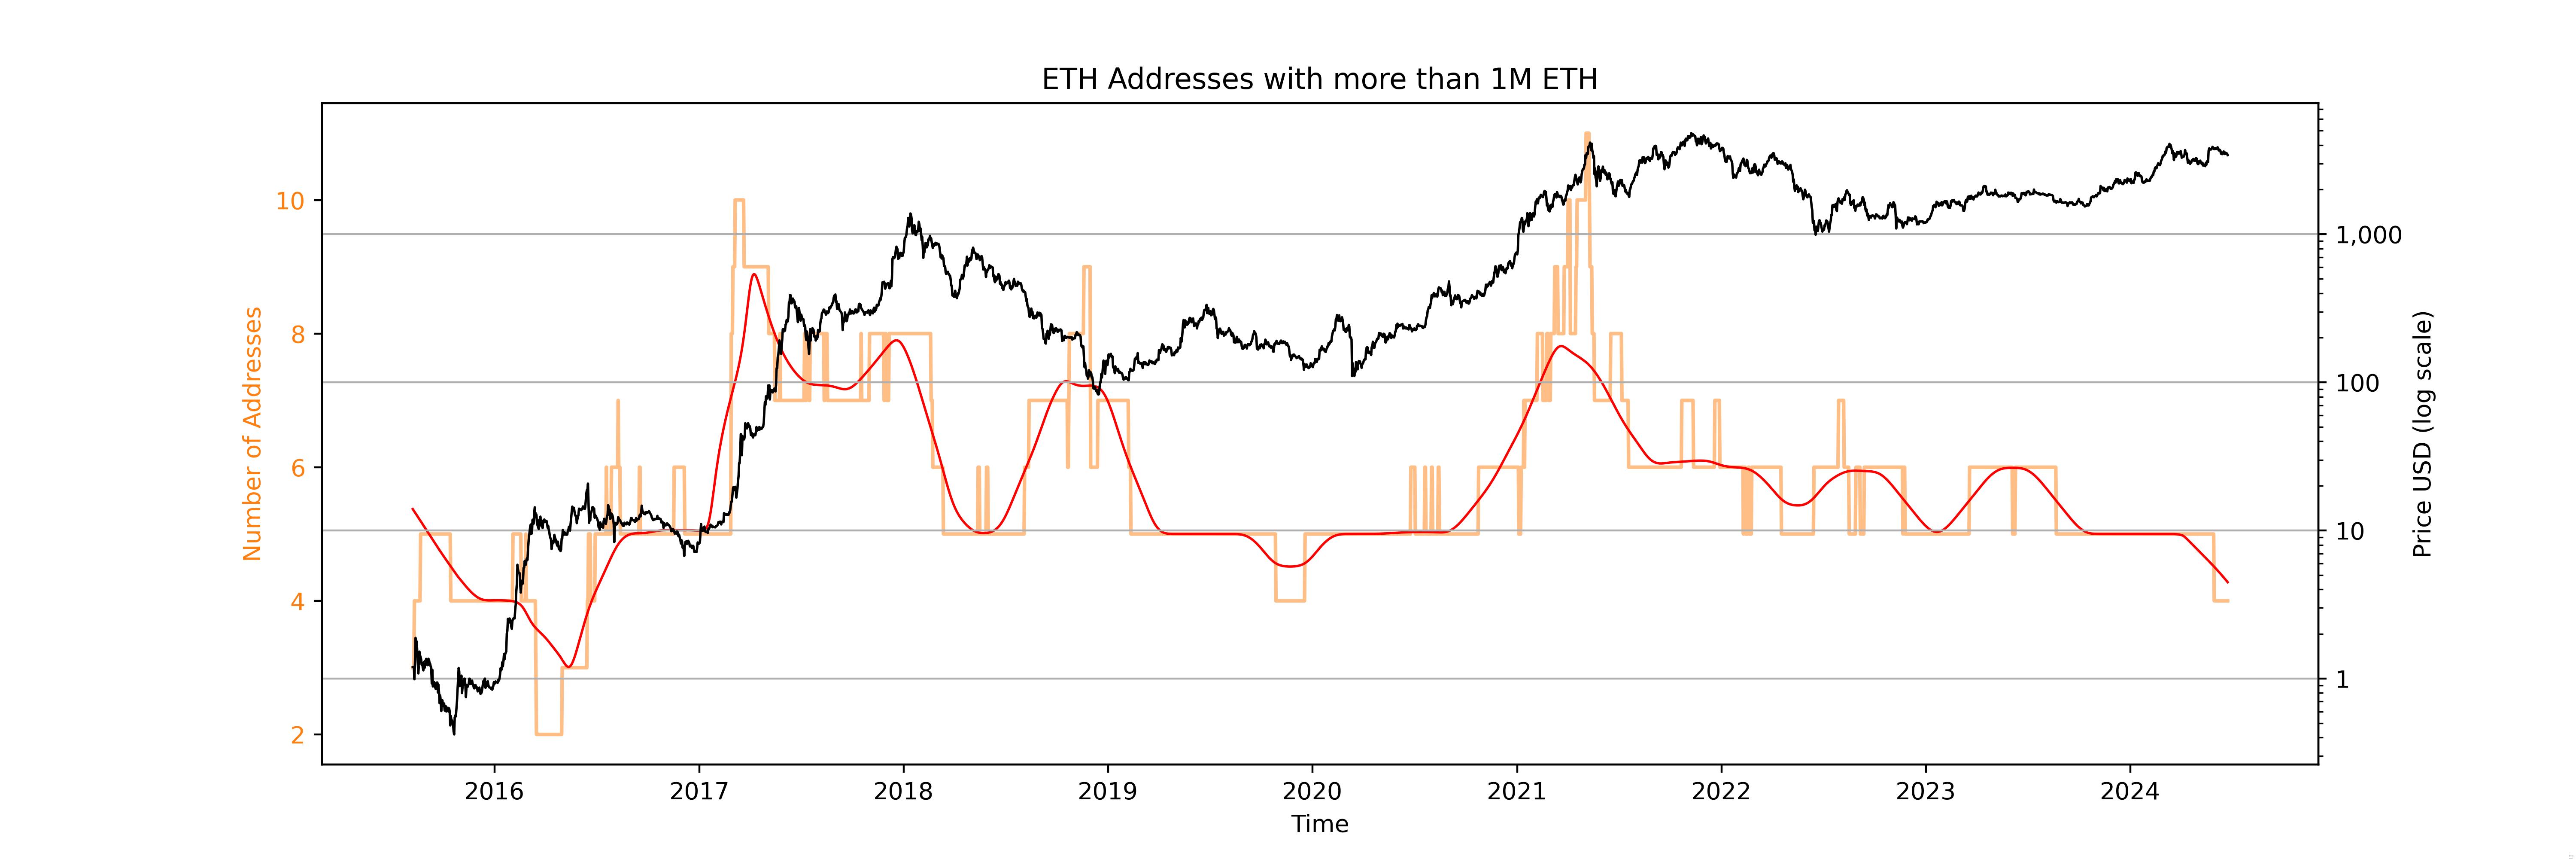 ETH Addresses with more than 1M ETH
Number of Addresses
10
8
6
4
2
1,000
100
10
1
Price USD (log scale)
2016 2017 2018 2019 2020 2021 2022 2023 2024
Time